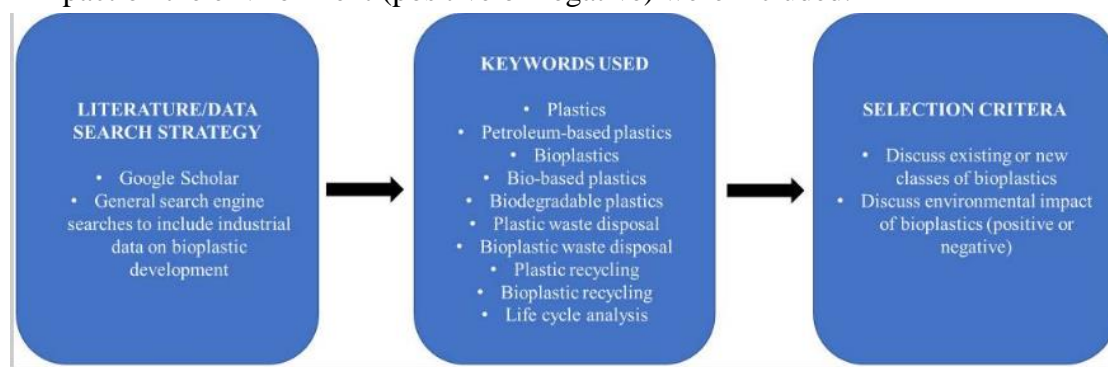 LITERATURE/DATA
SEARCH STRATEGY
• Google Scholar
• General search engine
searches to include industrial
data on bioplastic
development
KEYWORDS USED
• Plastics
• Petroleum-based plastics
• Bioplastics
• Bio-based plastics
• Biodegradable plastics
• Plastic waste disposal
• Bioplastic waste disposal
• Plastic recycling
• Bioplastic recycling
• Life cycle analysis
SELECTION CRITERA
• Discuss existing or new
classes of bioplastics
• Discuss environmental impact
of bioplastics (positive or
negative)